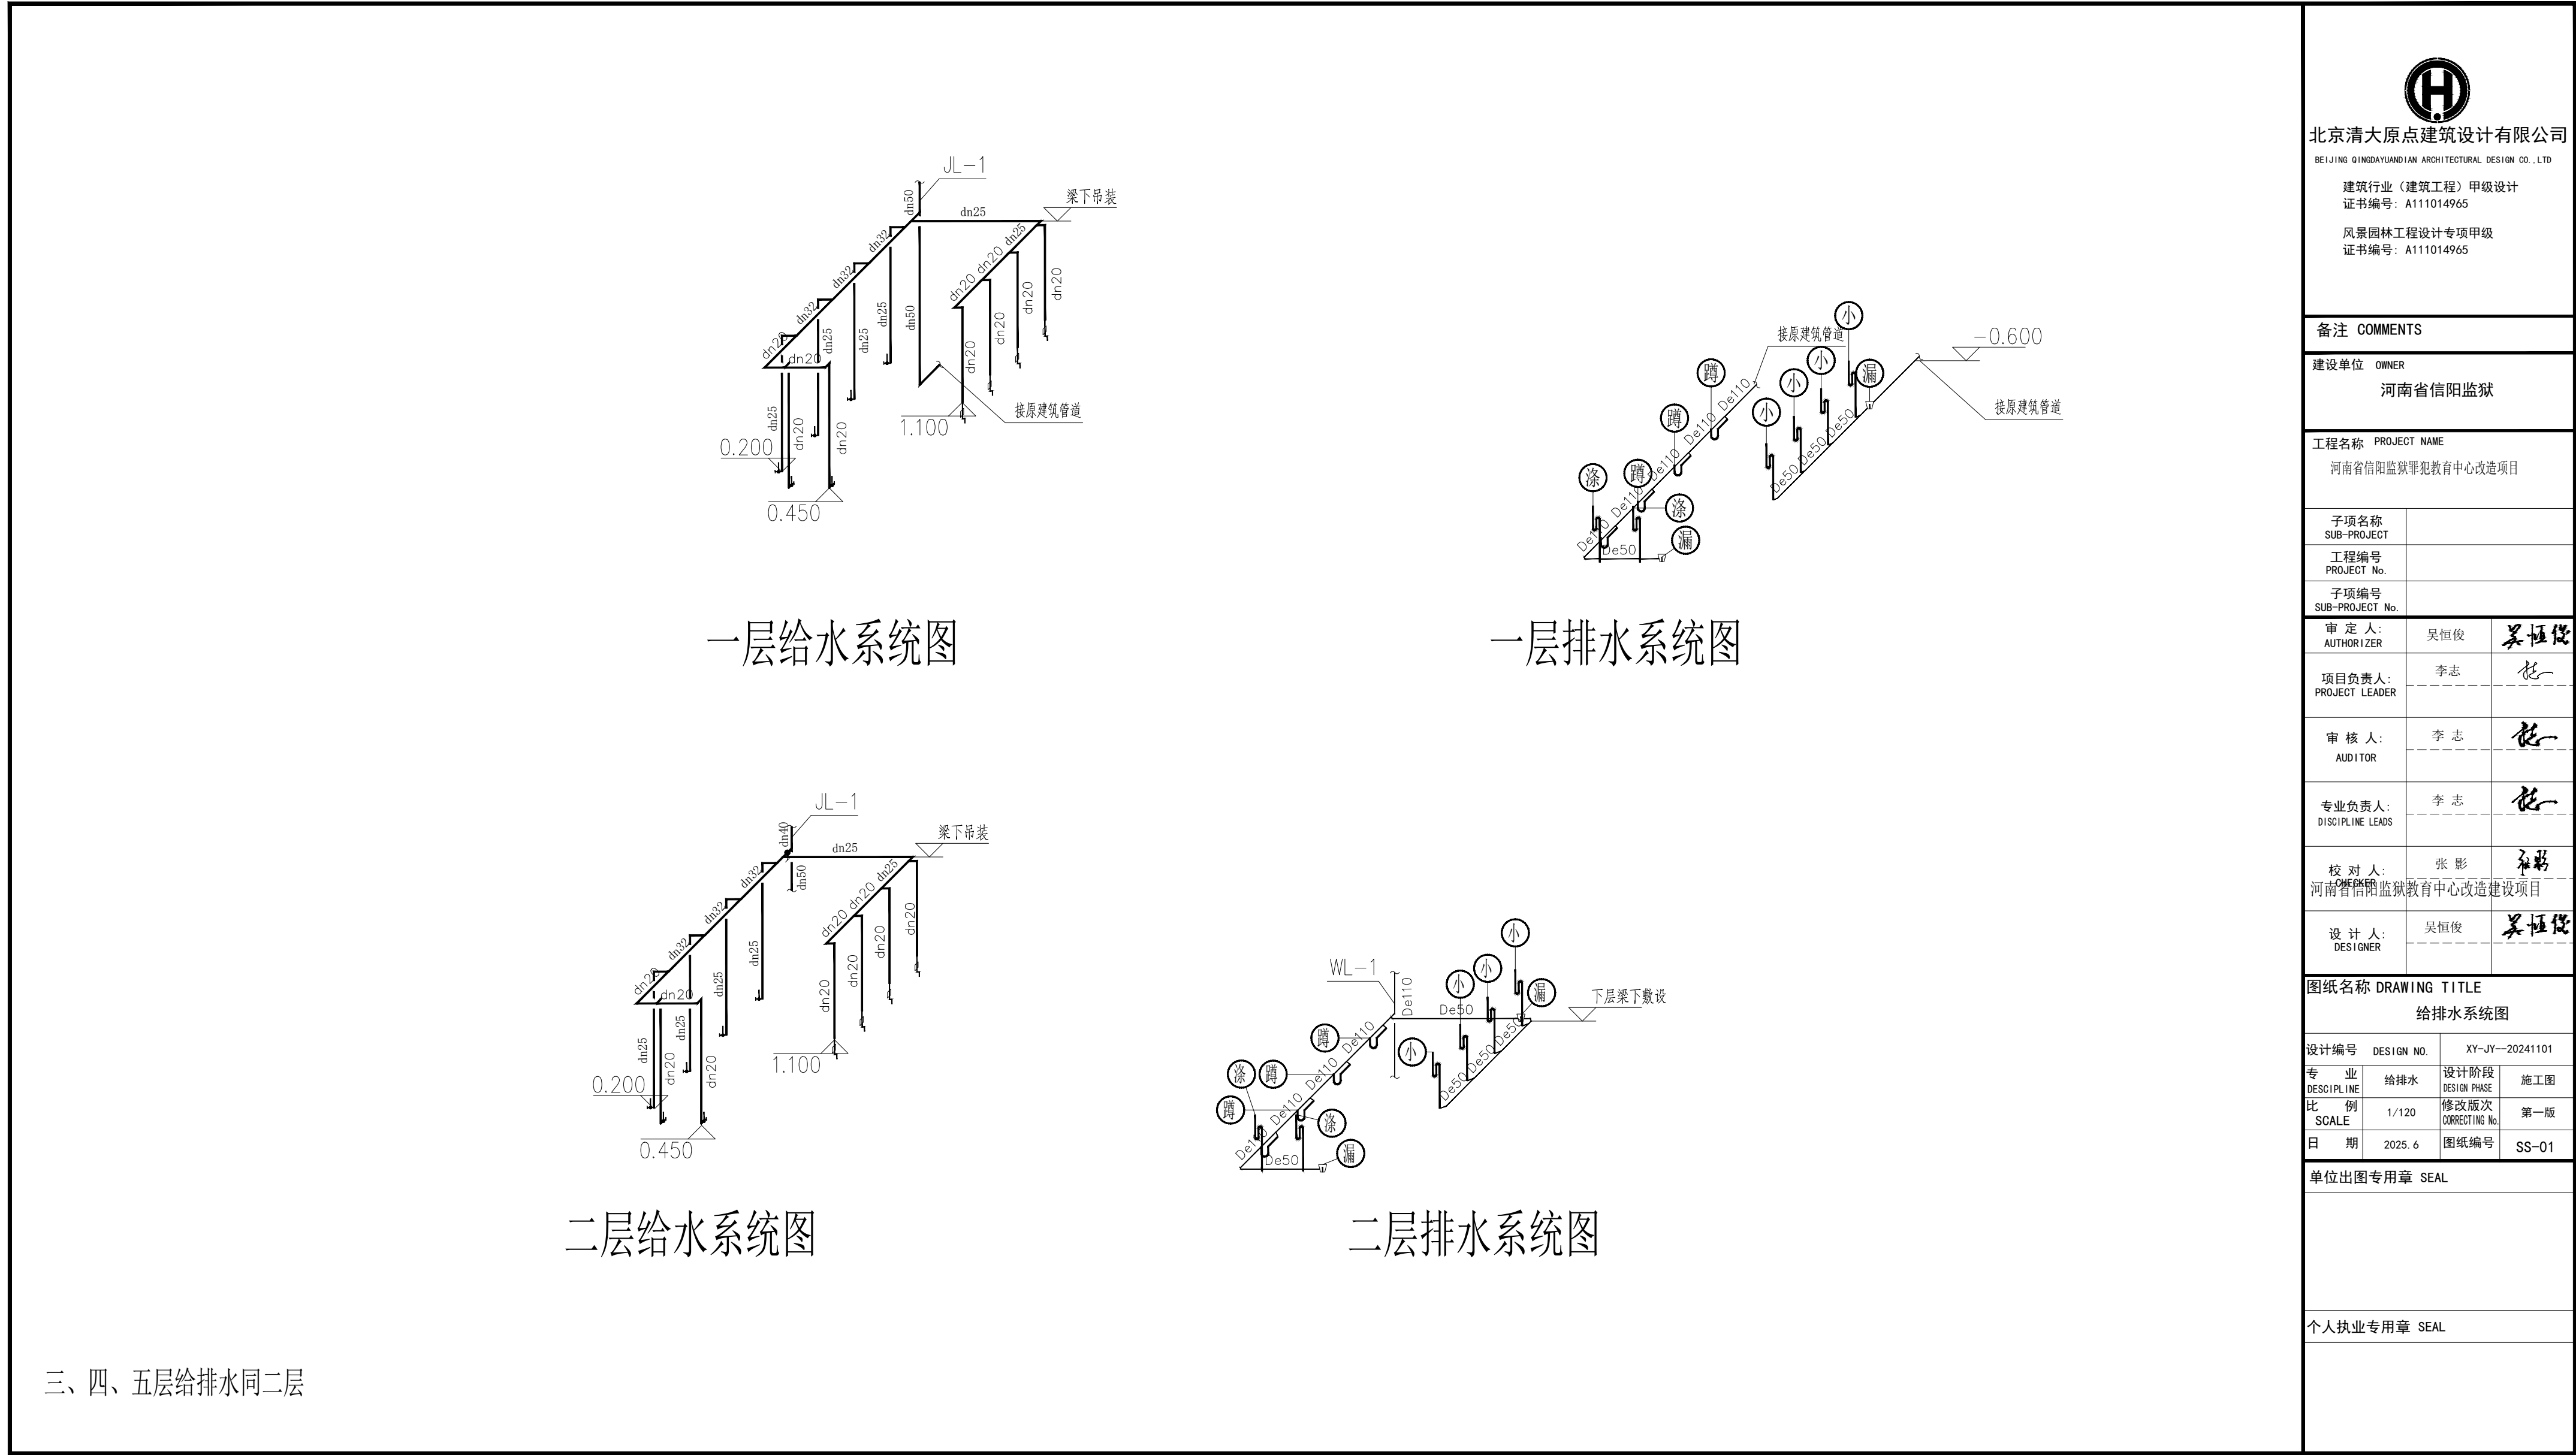 JL-1
梁下吊装
dn50
dn25
dn32
dn25
dn32
dn20
dn20
dn32
dn20
dn20
dn20
dn25
dn25
dn25
dn50
dn20
dn20
dn20
dn25
dn20
dn20
0.200
1.100
接原建筑管道
0.450
一层给水系统图
小
接原建筑管道
-0.600
小
漏
蹲
小
De110
小
接原建筑管道
蹲
De110
De50
De110
De50
涤
蹲
De50
De110
涤
De110
漏
De50
一层排水系统图
JL-1
梁下吊装
dn40
dn25
dn50
dn32
dn25
dn20
dn32
dn20
dn20
dn32
dn20
dn20
dn20
dn20
dn25
dn25
dn20
dn25
dn25
dn20
dn20
0.200
1.100
0.450
二层给水系统图
小
WL-1
小
小
漏
De110
De50
下层梁下敷设
蹲
De110
De50
小
De50
涤
蹲
De110
De50
蹲
De110
涤
De110
漏
De50
二层排水系统图
三、四、五层给排水同二层
北京清大原点建筑设计有限公司
BEIJING QINGDAYUANDIAN ARCHITECTURAL DESIGN CO.,LTD
建筑行业（建筑工程）甲级设计
证书编号: A111014965
风景园林工程设计专项甲级
证书编号: A111014965
备注 COMMENTS
建设单位 OWNER
河南省信阳监狱
工程名称 PROJECT NAME
河南省信阳监狱罪犯教育中心改造项目
子项名称
SUB-PROJECT
工程编号
PROJECT No.
子项编号
SUB-PROJECT No.
审 定 人: 吴恒俊 吴恒俊
AUTHORIZER
项目负责人: 李志
PROJECT LEADER
审 核 人: 李 志
AUDITOR
专业负责人: 李 志
DISCIPLINE LEADS
校 对 人: 张 影 张影
CHECKER
河南省信阳监狱教育中心改造建设项目
设 计 人: 吴恒俊 吴恒俊
DESIGNER
图纸名称 DRAWING TITLE
给排水系统图
设计编号 DESIGN NO. XY-JY--20241101
专 业 给排水 设计阶段 施工图
DESCIPLINE DESIGN PHASE
比 例 1/120 修改版次 第一版
SCALE CORRECTING No.
日 期 2025.6 图纸编号 SS-01
单位出图专用章 SEAL
个人执业专用章 SEAL